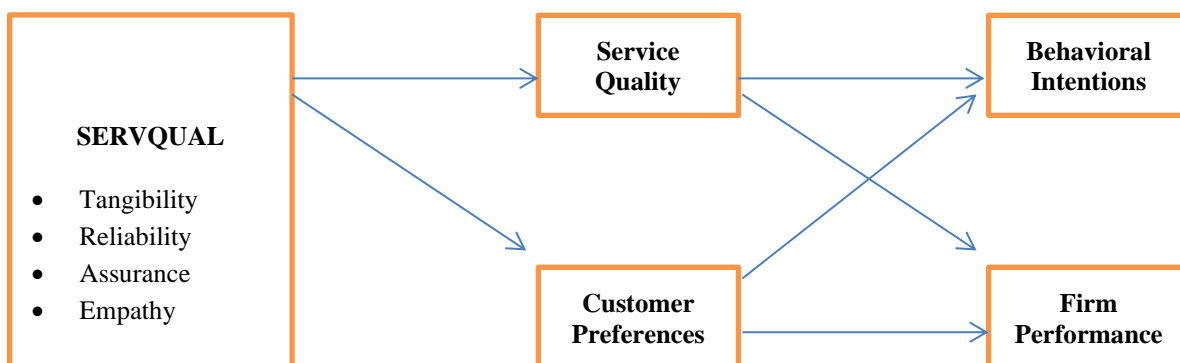 SERVQUAL
• Tangibility
• Reliability
• Assurance
• Empathy
Service
Quality
Customer
Preferences
Behavioral
Intentions
Firm
Performance